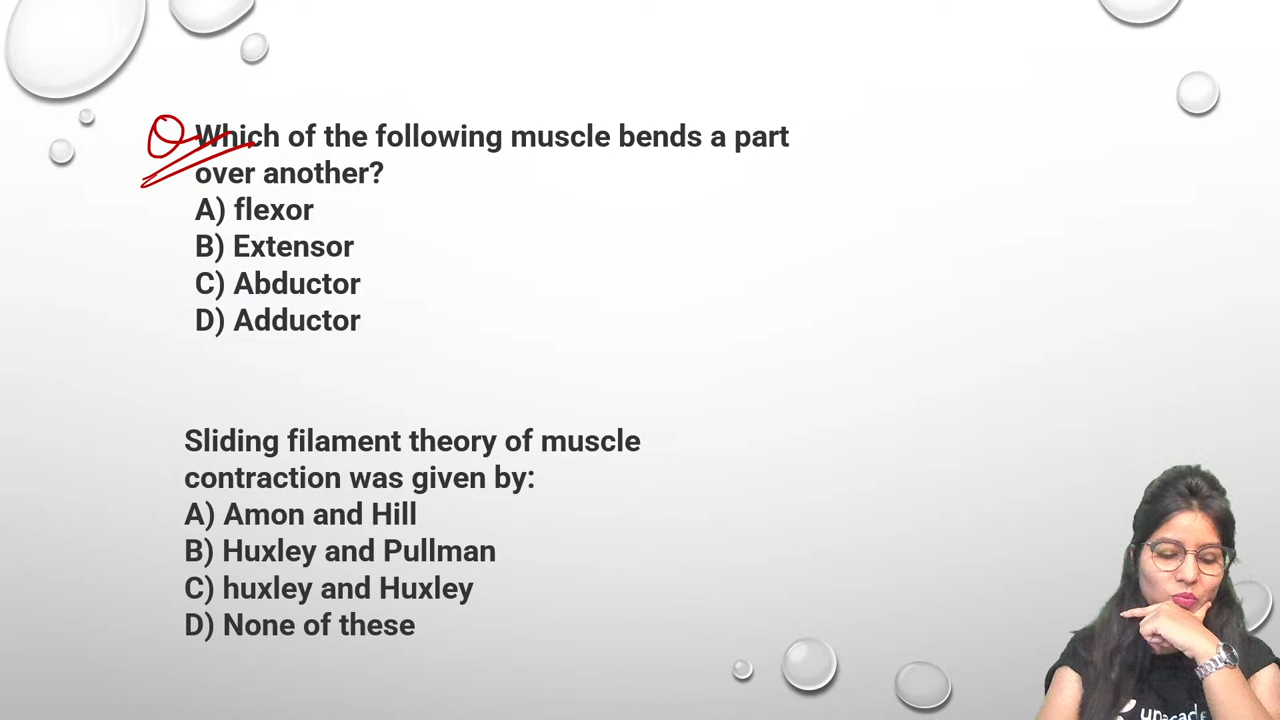 Which of the following muscle bends a part
over another?
A) flexor
B) Extensor
C) Abductor
D) Adductor
Sliding filament theory of muscle
contraction was given by:
A) Amon and Hill
B) Huxley and Pullman
C) huxley and Huxley
D) None of these